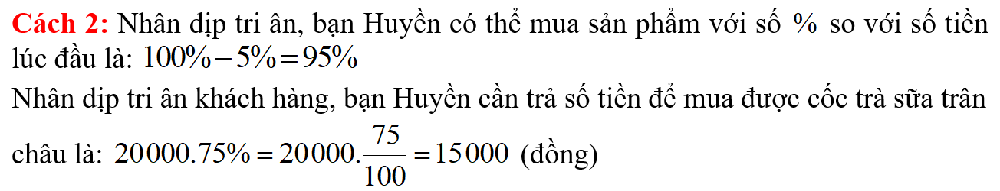 Cách 2: Nhân dịp tri ân, bạn Huyền có thể mua sản phẩm với số % so với số tiền
lúc đầu là: 100% − 5% = 95%
Nhân dịp tri ân khách hàng, bạn Huyền cần trả số tiền để mua được cốc trà sữa trân
châu là: 20000.75% = 20000.75/100 = 15000 (đồng)